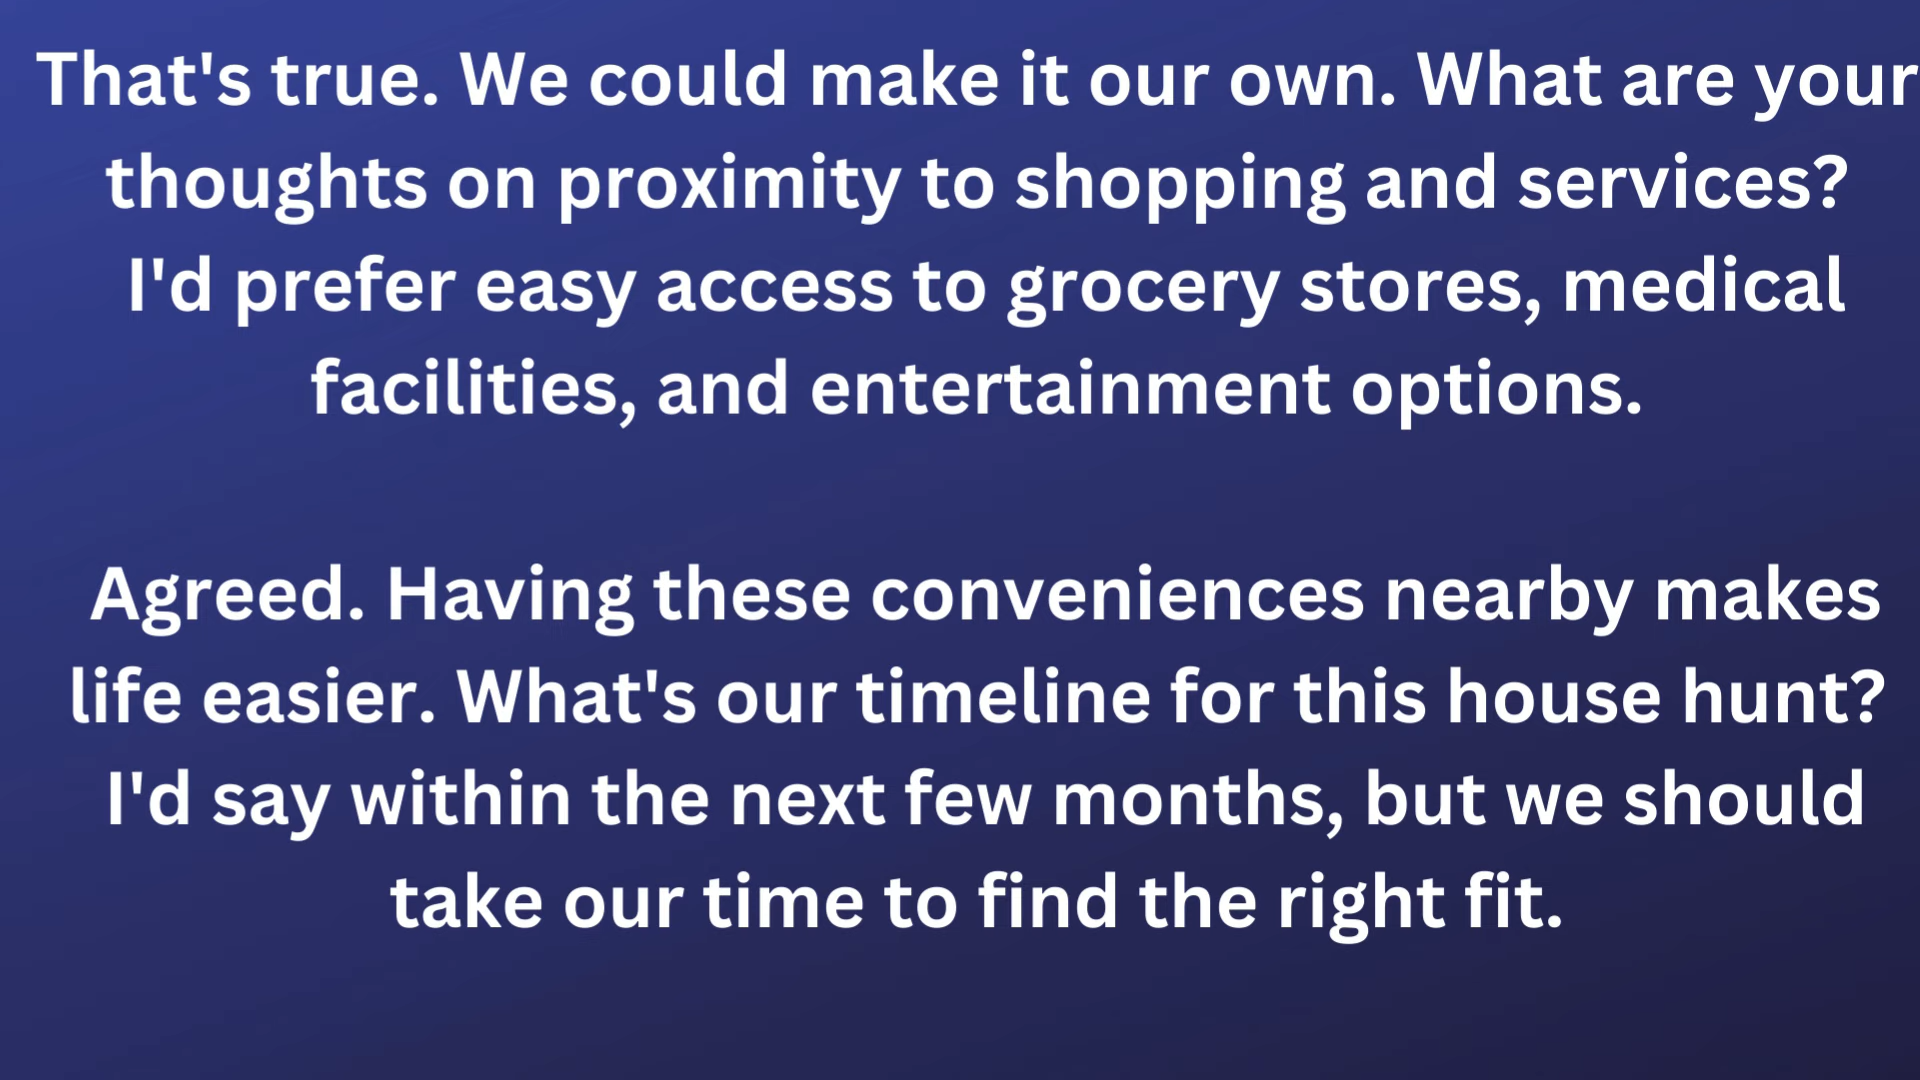 That's true. We could make it our own. What are your
thoughts on proximity to shopping and services?
I'd prefer easy access to grocery stores, medical
facilities, and entertainment options.
Agreed. Having these conveniences nearby makes
life easier. What's our timeline for this house hunt?
I'd say within the next few months, but we should
take our time to find the right fit.